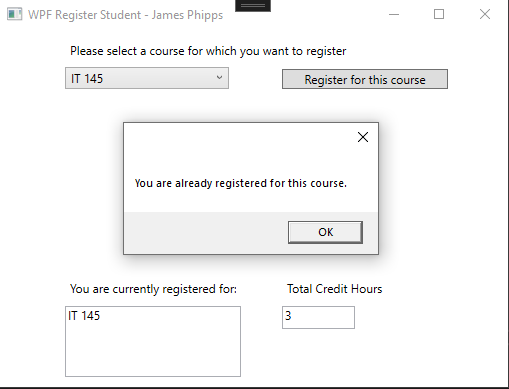 WPF Register Student - James Phipps
Please select a course for which you want to register
IT 145
Register for this course
You are already registered for this course.
OK
You are currently registered for:
Total Credit Hours
IT 145
3